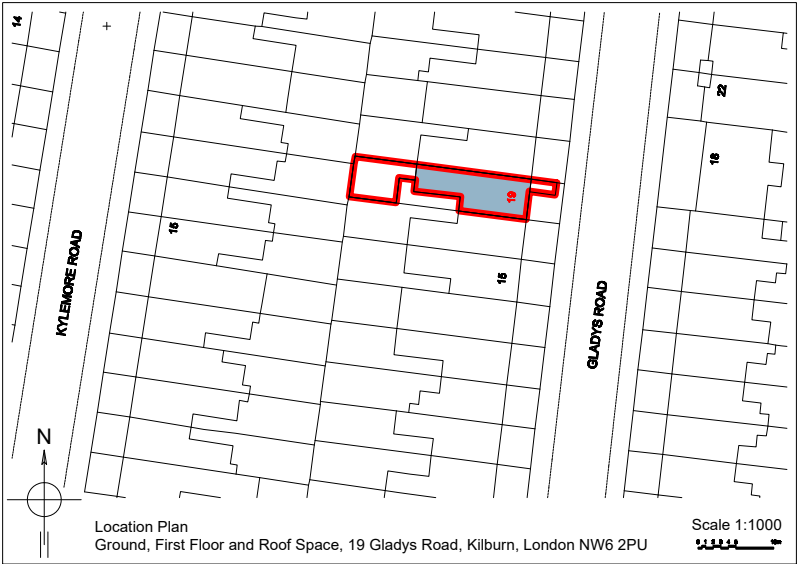 14
22
18
19
15
15
KYLEMORE ROAD
GLADYS ROAD
N
Location Plan
Ground, First Floor and Roof Space, 19 Gladys Road, Kilburn, London NW6 2PU
Scale 1:1000